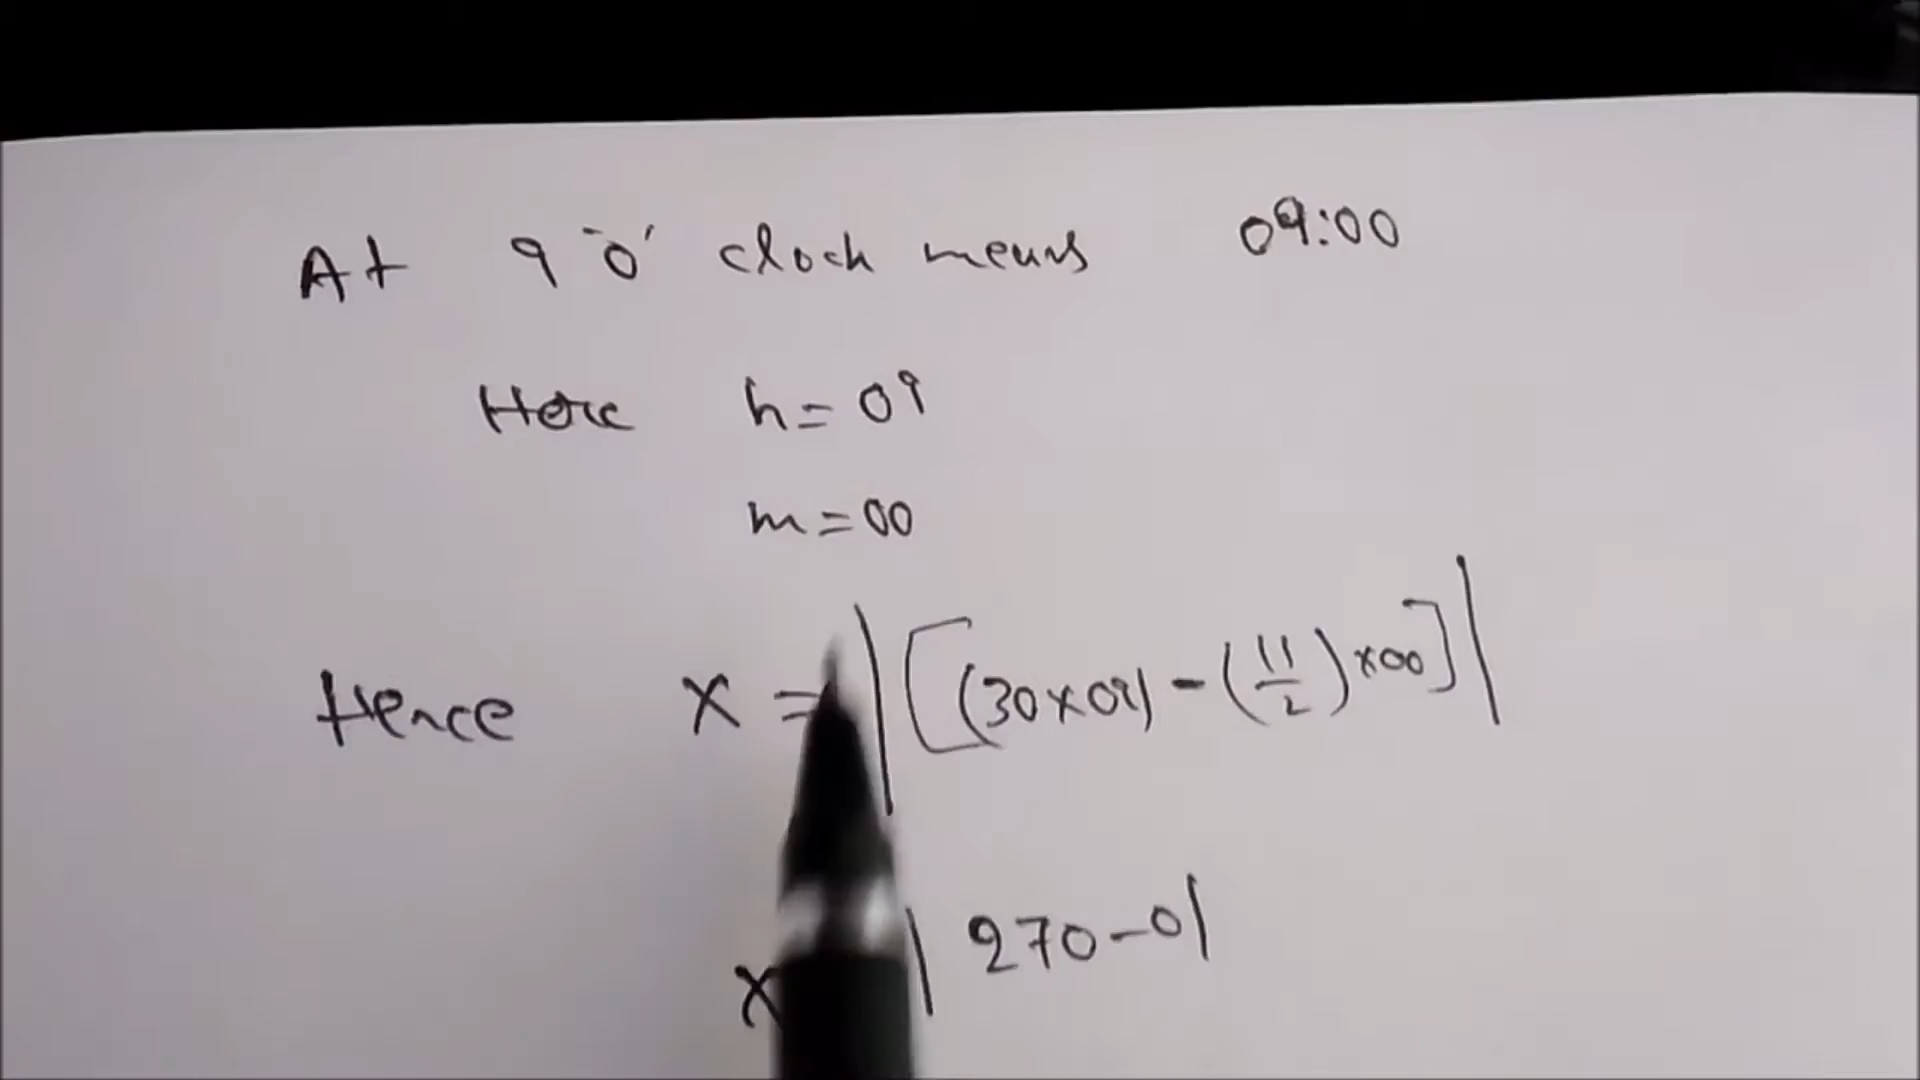 At 9 'o' clock means 09:00
Here h = 09
m = 00
Hence x = |[(30×09) - (11/2)×00]|
x | 270-0|